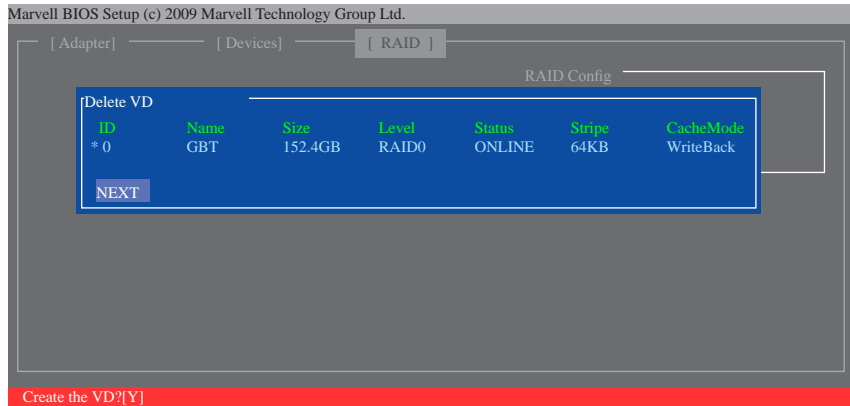 Marvell BIOS Setup (c) 2009 Marvell Technology Group Ltd.
[ Adapter] [ Devices] [ RAID ]
RAID Config
Delete VD
ID Name Size Level Status Stripe CacheMode
* 0 GBT 152.4GB RAID0 ONLINE 64KB WriteBack
NEXT
Create the VD?[Y]